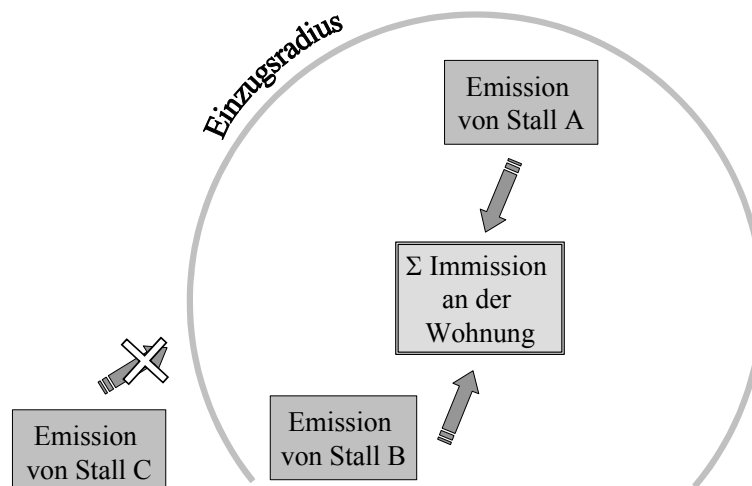 Einzugsradius
Emission
von Stall A
Σ Immission
an der
Wohnung
Emission
von Stall B
Emission
von Stall C